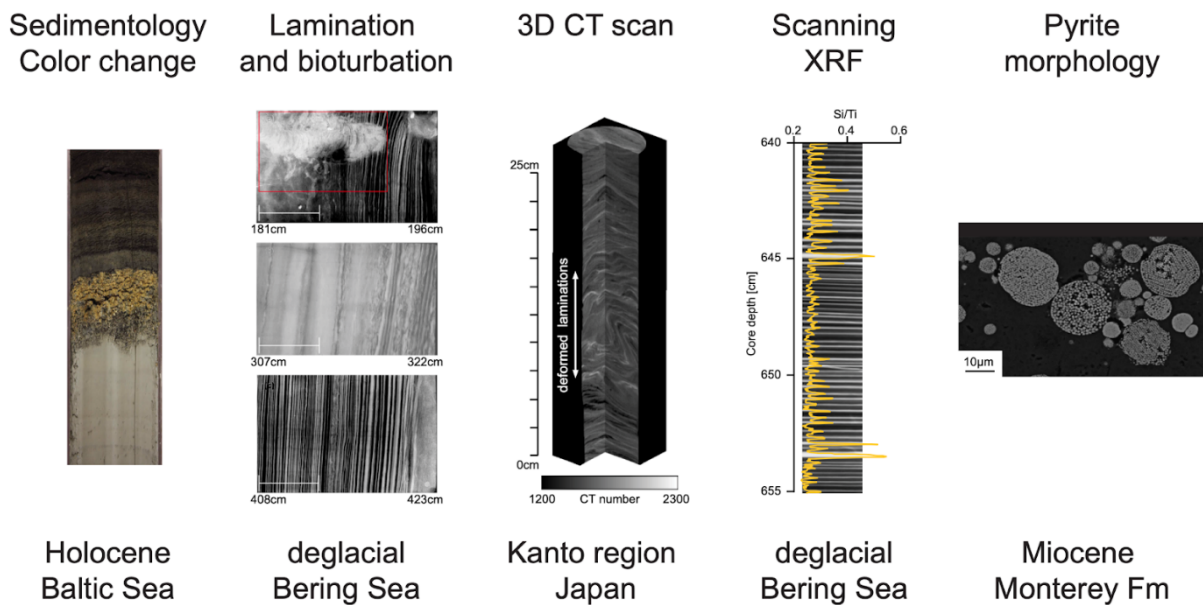 Sedimentology
Color change
Lamination
and bioturbation
3D CT scan
Scanning
XRF
Pyrite
morphology
181cm 196cm
307cm 322cm
408cm 423cm
25cm
deformed laminations
0cm
1200 CT number 2300
Si/Ti
0.2 0.4 0.6
640
645
Core depth [cm]
650
655
10µm
Holocene
Baltic Sea
deglacial
Bering Sea
Kanto region
Japan
deglacial
Bering Sea
Miocene
Monterey Fm